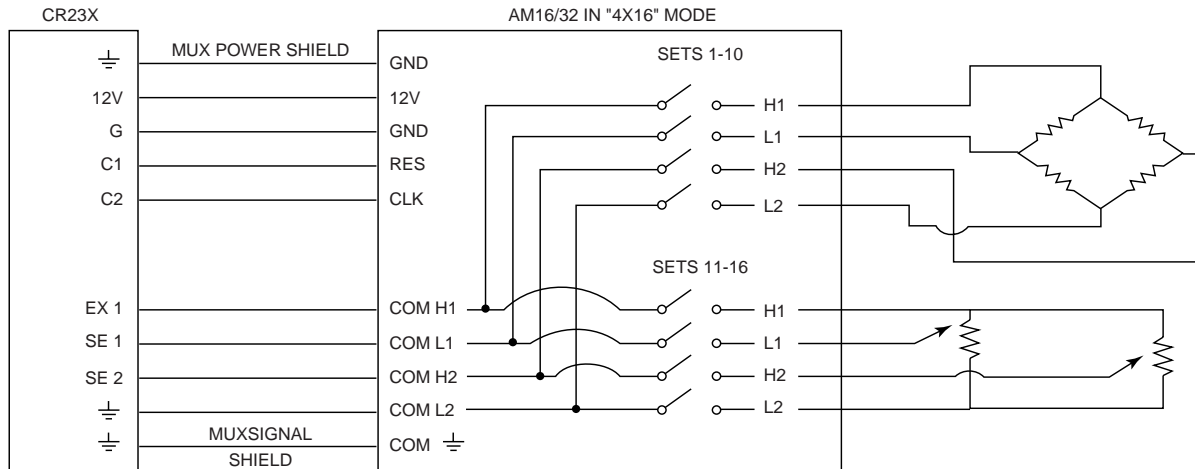 CR23X
AM16/32 IN "4X16" MODE
MUX POWER SHIELD
GND
SETS 1-10
12V
12V
H1
G
GND
L1
C1
RES
H2
C2
CLK
L2
SETS 11-16
EX 1
COM H1
H1
SE 1
COM L1
L1
SE 2
COM H2
H2
COM L2
L2
MUXSIGNAL
SHIELD
COM